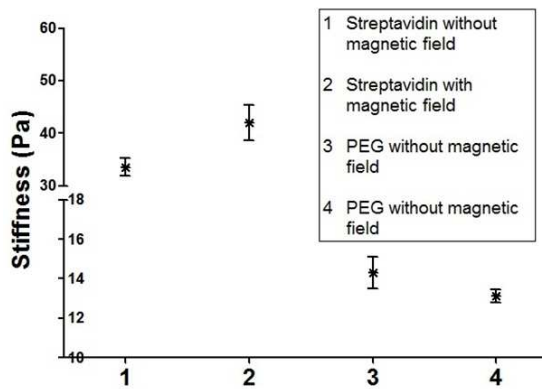 60
50
40
30
18
16
14
12
10
Stiffness (Pa)
1 2 3 4
1 Streptavidin without
magnetic field
2 Streptavidin with
magnetic field
3 PEG without magnetic
field
4 PEG without magnetic
field